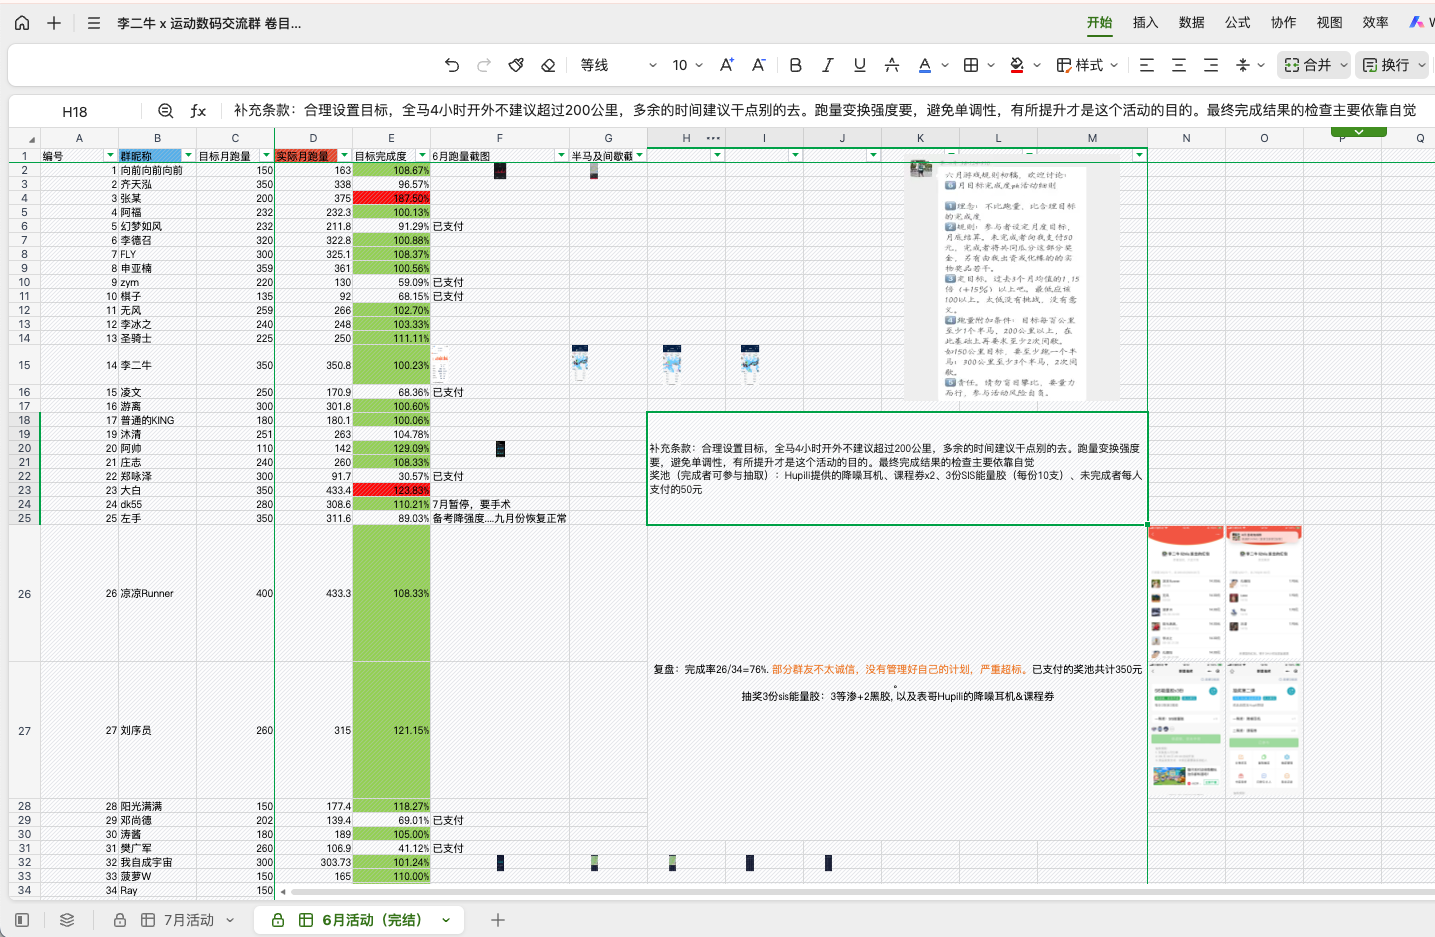 李二牛 x 运动数码交流群 卷目...
开始 插入 数据 公式 协作 视图 效率
等线 10 样式 合并 换行
H18 fx 补充条款：合理设置目标，全马4小时开外不建议超过200公里，多余的时间建议干点别的去。跑量变换强度要，避免单调性，有所提升才是这个活动的目的。最终完成结果的检查主要依靠自觉
A B C D E F G H I J K L M N O P Q
1 编号 群昵称 目标月跑量 实际月跑量 目标完成度 6月跑量截图 半马及间歇截
2 1 向前向前向前 150 163 108.67%
3 2 齐天泓 350 338 96.57%
4 3 张某 200 375 187.50%
5 4 阿福 232 232.3 100.13%
6 5 幻梦如风 232 211.8 91.29% 已支付
7 6 李德召 320 322.8 100.88%
8 7 FLY 300 325.1 108.37%
9 8 申亚楠 359 361 100.56%
10 9 zym 220 130 59.09% 已支付
11 10 棋子 135 92 68.15% 已支付
12 11 无风 259 266 102.70%
13 12 李冰之 240 248 103.33%
14 13 圣骑士 225 250 111.11%
15 14 李二牛 350 350.8 100.23%
16 15 凌文 250 170.9 68.36% 已支付
17 16 游离 300 301.8 100.60%
18 17 普通的KING 180 180.1 100.06%
19 18 沐清 251 263 104.78%
20 19 阿帅 110 142 129.09%
21 20 庄志 240 260 108.33%
22 22 郑咏泽 300 91.7 30.57% 已支付
23 23 大白 350 433.4 123.83%
24 24 dk55 280 308.6 110.21% 7月暂停，要手术
25 25 左手 350 311.6 89.03% 备考降强度....九月份恢复正常
26 26 凉凉Runner 400 433.3 108.33%
27 27 刘序员 260 315 121.15%
28 28 阳光满满 150 177.4 118.27%
29 29 邓尚德 202 139.4 69.01% 已支付
30 30 涛酱 180 189 105.00%
31 31 樊广军 260 106.9 41.12% 已支付
32 32 我自成宇宙 300 303.73 101.24%
33 33 菠萝W 150 165 110.00%
34 34 Ray 150
六月游戏规则初稿，欢迎讨论：
6 月目标完成度pk活动细则
1 理念：不比跑量，比合理目标
的完成度
2 规则：参与者设定月度目标，
月底结算。未完成者向我支付50
元，完成者将共同瓜分这部分奖
金，另有由我出资或化缘的的实
物奖品若干。
3 定目标。过去3个月均值的1.15
倍（+15%）以上吧。最低应该
100以上。太低没有挑战，没有意
义。
4 跑量附加条件：目标每百公里
至少1个半马，200公里以上，在
此基础上再要求至少2次间歇。
如150公里目标，要至少跑一个半
马；300公里至少3个半马，2次间
歇。
5 责任。请勿盲目攀比，要量力
而行，参与活动风险自负。
补充条款：合理设置目标，全马4小时开外不建议超过200公里，多余的时间建议干点别的去。跑量变换强度
要，避免单调性，有所提升才是这个活动的目的。最终完成结果的检查主要依靠自觉
奖池（完成者可参与抽取）：Hupili提供的降噪耳机、课程券x2、3份SIS能量胶（每份10支）、未完成者每人
支付的50元
复盘：完成率26/34=76%. 部分群友不太诚信，没有管理好自己的计划，严重超标。已支付的奖池共计350元
。
抽奖3份sis能量胶：3等渗+2黑胶, 以及表哥Hupili的降噪耳机&课程券
7月活动 6月活动（完结）